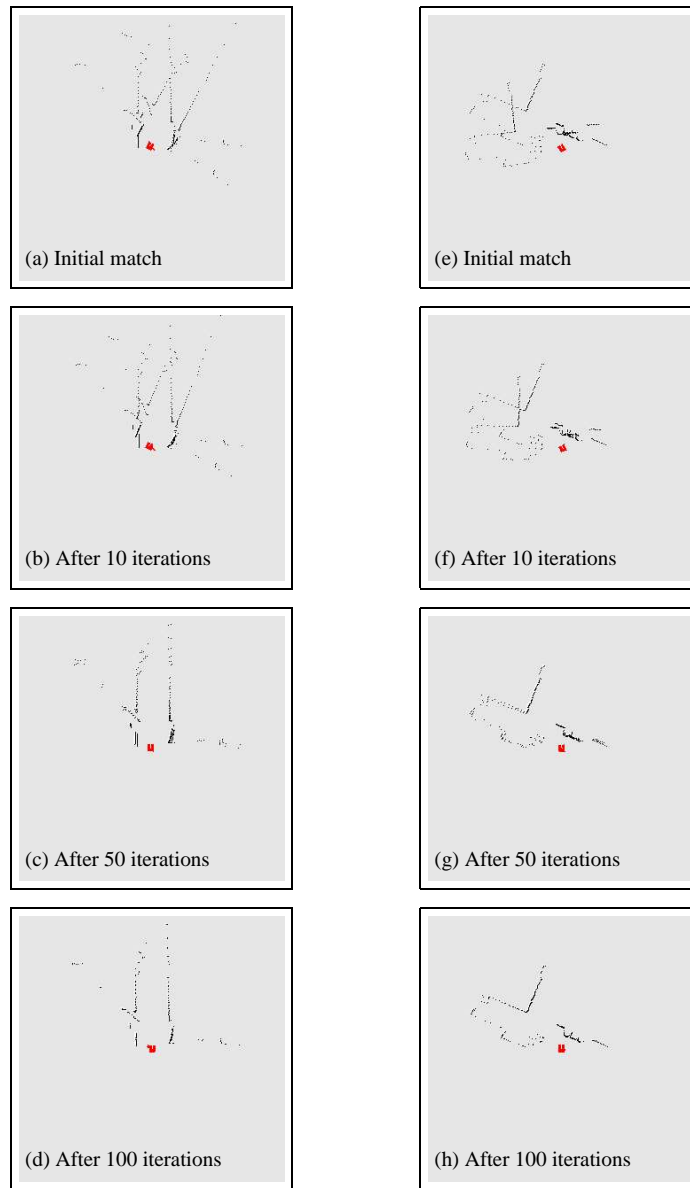 (a) Initial match
(e) Initial match
(b) After 10 iterations
(f) After 10 iterations
(c) After 50 iterations
(g) After 50 iterations
(d) After 100 iterations
(h) After 100 iterations